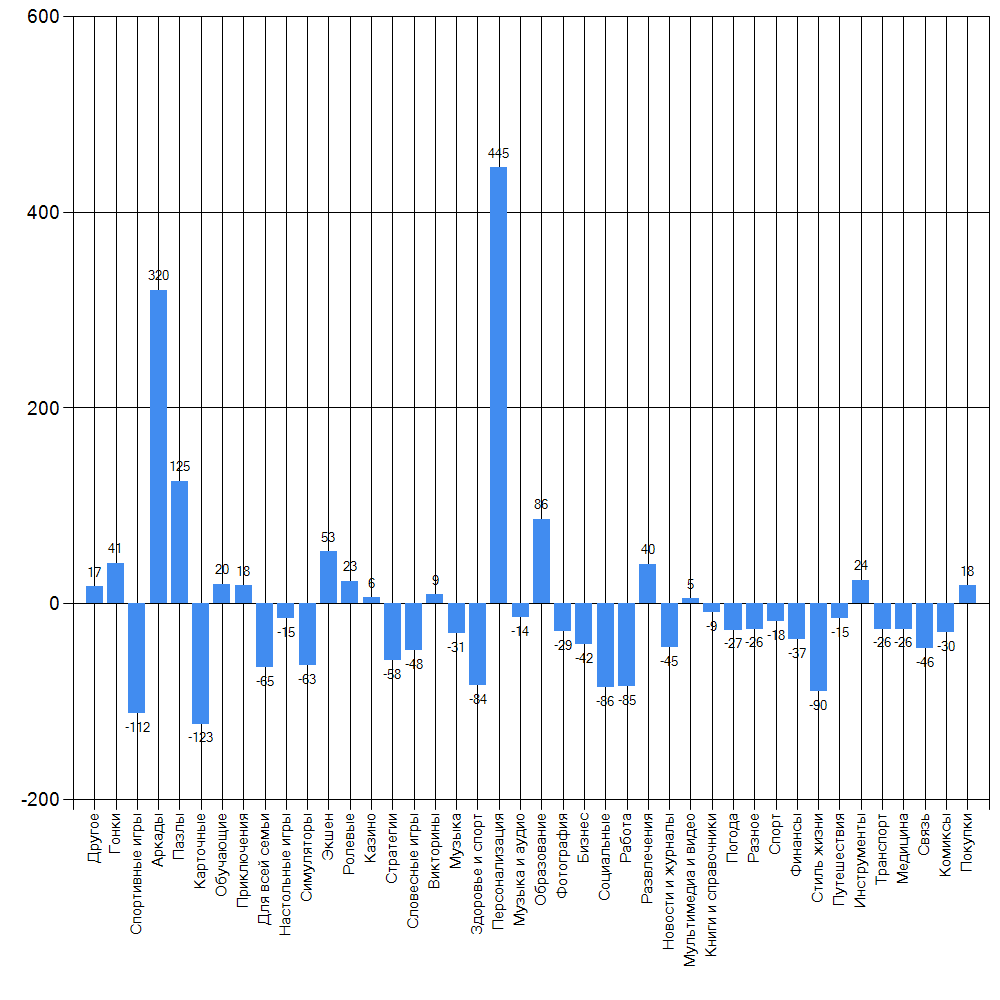 600
400
200
0
-200
17
41
-112
320
125
-123
20
18
-65
-15
-63
53
23
6
-58
-48
9
-31
-84
445
-14
86
-29
-42
-86
-85
40
-45
5
-9
-27
-26
-18
-37
-90
-15
24
-26
-26
-46
-30
18
Другое
Гонки
Спортивные игры
Аркады
Пазлы
Карточные
Обучающие
Приключения
Для всей семьи
Настольные игры
Симуляторы
Экшен
Ролевые
Казино
Стратегии
Словесные игры
Викторины
Музыка
Здоровье и спорт
Персонализация
Музыка и аудио
Образование
Фотография
Бизнес
Социальные
Работа
Развлечения
Новости и журналы
Мультимедиа и видео
Книги и справочники
Погода
Разное
Спорт
Финансы
Стиль жизни
Путешествия
Инструменты
Транспорт
Медицина
Связь
Комиксы
Покупки